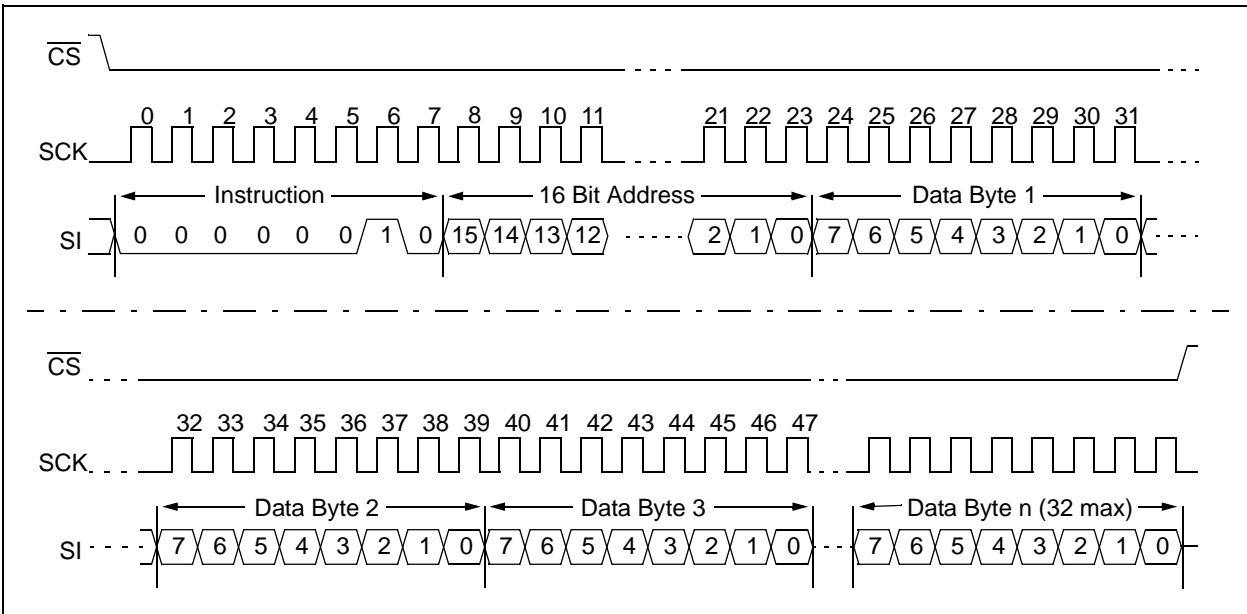 CS
0 1 2 3 4 5 6 7 8 9 10 11 21 22 23 24 25 26 27 28 29 30 31
SCK
Instruction 16 Bit Address Data Byte 1
SI 0 0 0 0 0 0 1 0 15 14 13 12 2 1 0 7 6 5 4 3 2 1 0
CS
32 33 34 35 36 37 38 39 40 41 42 43 44 45 46 47
SCK
Data Byte 2 Data Byte 3 Data Byte n (32 max)
SI 7 6 5 4 3 2 1 0 7 6 5 4 3 2 1 0 7 6 5 4 3 2 1 0